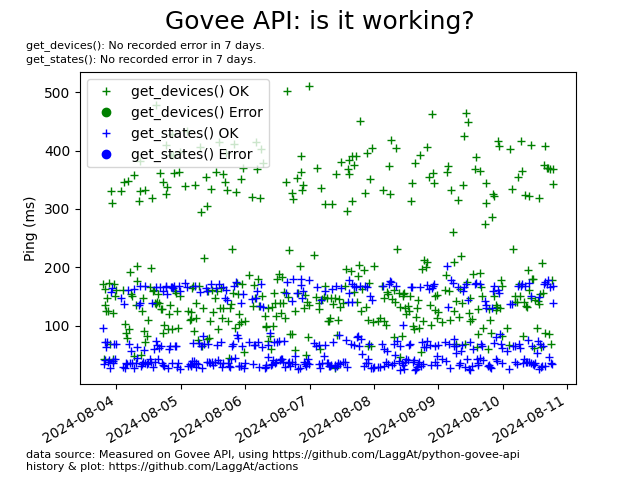 Govee API: is it working?
get_devices(): No recorded error in 7 days.
get_states(): No recorded error in 7 days.
get_devices() OK
get_devices() Error
get_states() OK
get_states() Error
Ping (ms)
500
400
300
200
100
2024-08-04
2024-08-05
2024-08-06
2024-08-07
2024-08-08
2024-08-09
2024-08-10
2024-08-11
data source: Measured on Govee API, using https://github.com/LaggAt/python-govee-api
history & plot: https://github.com/LaggAt/actions